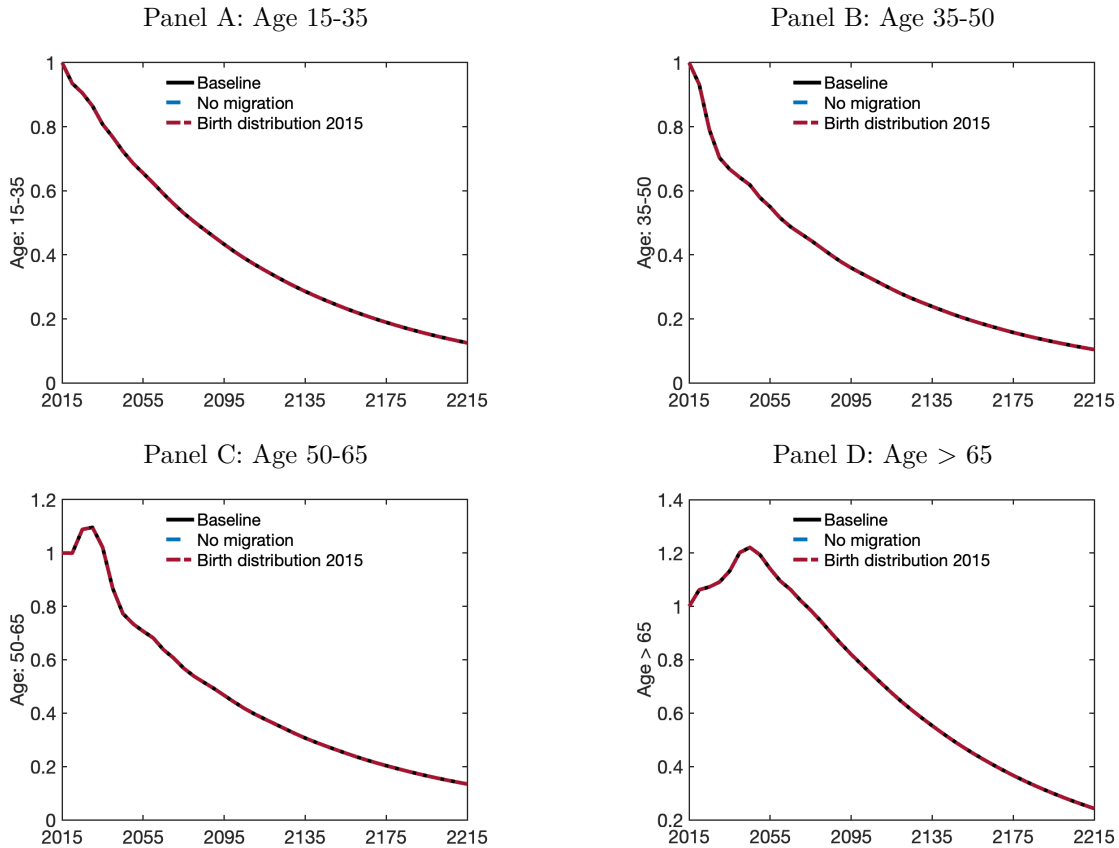 Panel A: Age 15-35
Panel B: Age 35-50
1
0.8
0.6
0.4
0.2
0
Age: 15-35
Baseline
No migration
Birth distribution 2015
2015 2055 2095 2135 2175 2215
1
0.8
0.6
0.4
0.2
0
Age: 35-50
Baseline
No migration
Birth distribution 2015
2015 2055 2095 2135 2175 2215
Panel C: Age 50-65
Panel D: Age > 65
1.2
1
0.8
0.6
0.4
0.2
0
Age: 50-65
Baseline
No migration
Birth distribution 2015
2015 2055 2095 2135 2175 2215
1.4
1.2
1
0.8
0.6
0.4
0.2
Age > 65
Baseline
No migration
Birth distribution 2015
2015 2055 2095 2135 2175 2215